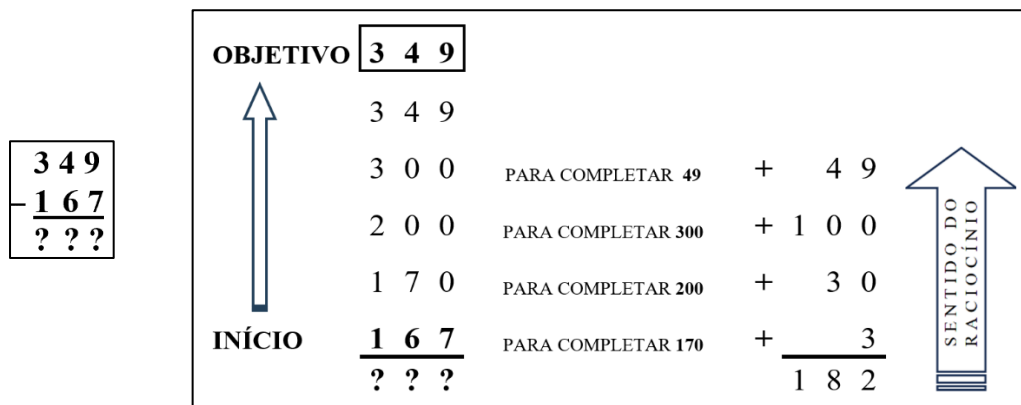 3 4 9
– 1 6 7
? ? ?
OBJETIVO 3 4 9
3 4 9
3 0 0 PARA COMPLETAR 49 + 4 9
2 0 0 PARA COMPLETAR 300 + 1 0 0
1 7 0 PARA COMPLETAR 200 + 3 0
INÍCIO 1 6 7 PARA COMPLETAR 170 + 3
? ? ? 1 8 2
SENTIDO DO
RACIOCÍNIO